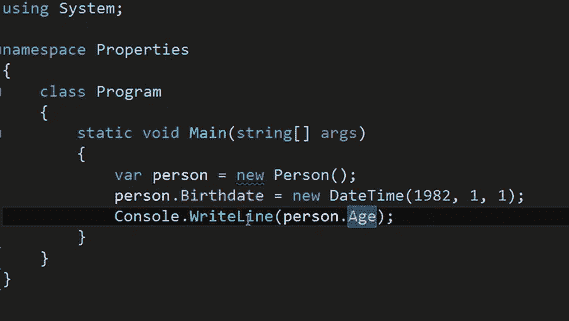 using System;
namespace Properties
{
class Program
{
static void Main(string[] args)
{
var person = new Person();
person.Birthdate = new DateTime(1982, 1, 1);
Console.WriteLine(person.Age);
}
}
}